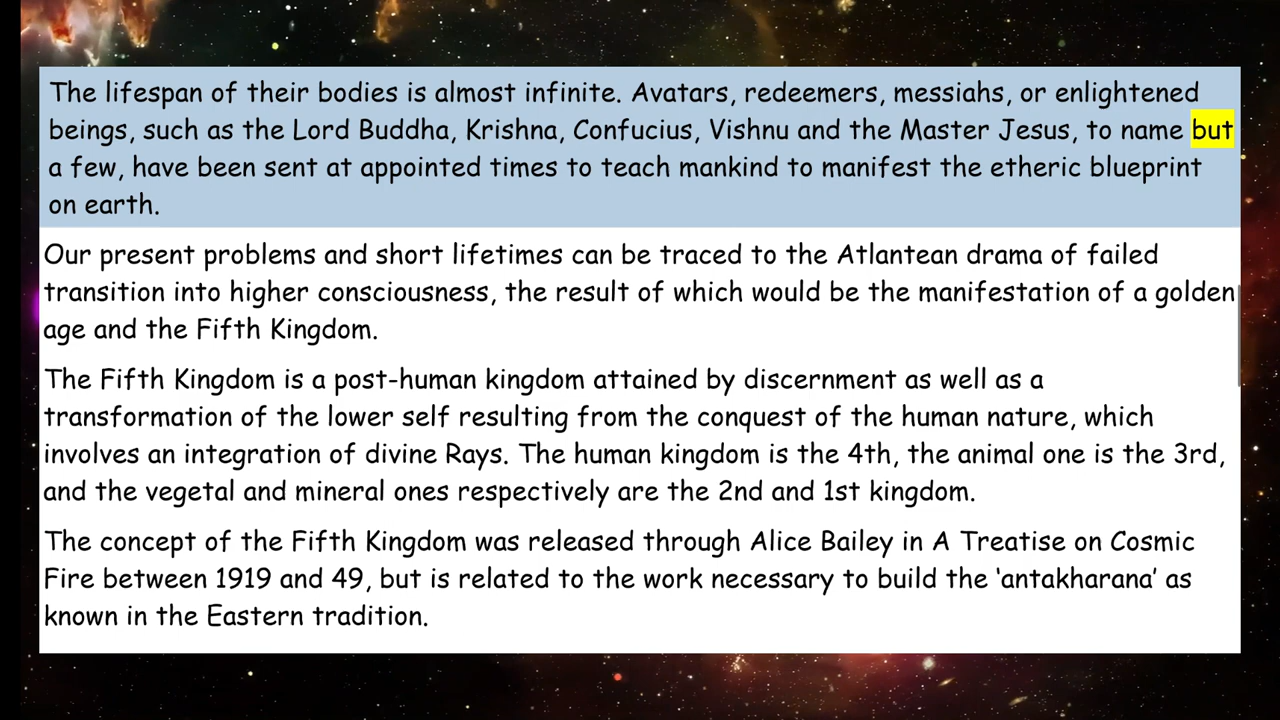 The lifespan of their bodies is almost infinite. Avatars, redeemers, messiahs, or enlightened
beings, such as the Lord Buddha, Krishna, Confucius, Vishnu and the Master Jesus, to name but
a few, have been sent at appointed times to teach mankind to manifest the etheric blueprint
on earth.
Our present problems and short lifetimes can be traced to the Atlantean drama of failed
transition into higher consciousness, the result of which would be the manifestation of a golden
age and the Fifth Kingdom.
The Fifth Kingdom is a post-human kingdom attained by discernment as well as a
transformation of the lower self resulting from the conquest of the human nature, which
involves an integration of divine Rays. The human kingdom is the 4th, the animal one is the 3rd,
and the vegetal and mineral ones respectively are the 2nd and 1st kingdom.
The concept of the Fifth Kingdom was released through Alice Bailey in A Treatise on Cosmic
Fire between 1919 and 49, but is related to the work necessary to build the ‘antakharana’ as
known in the Eastern tradition.